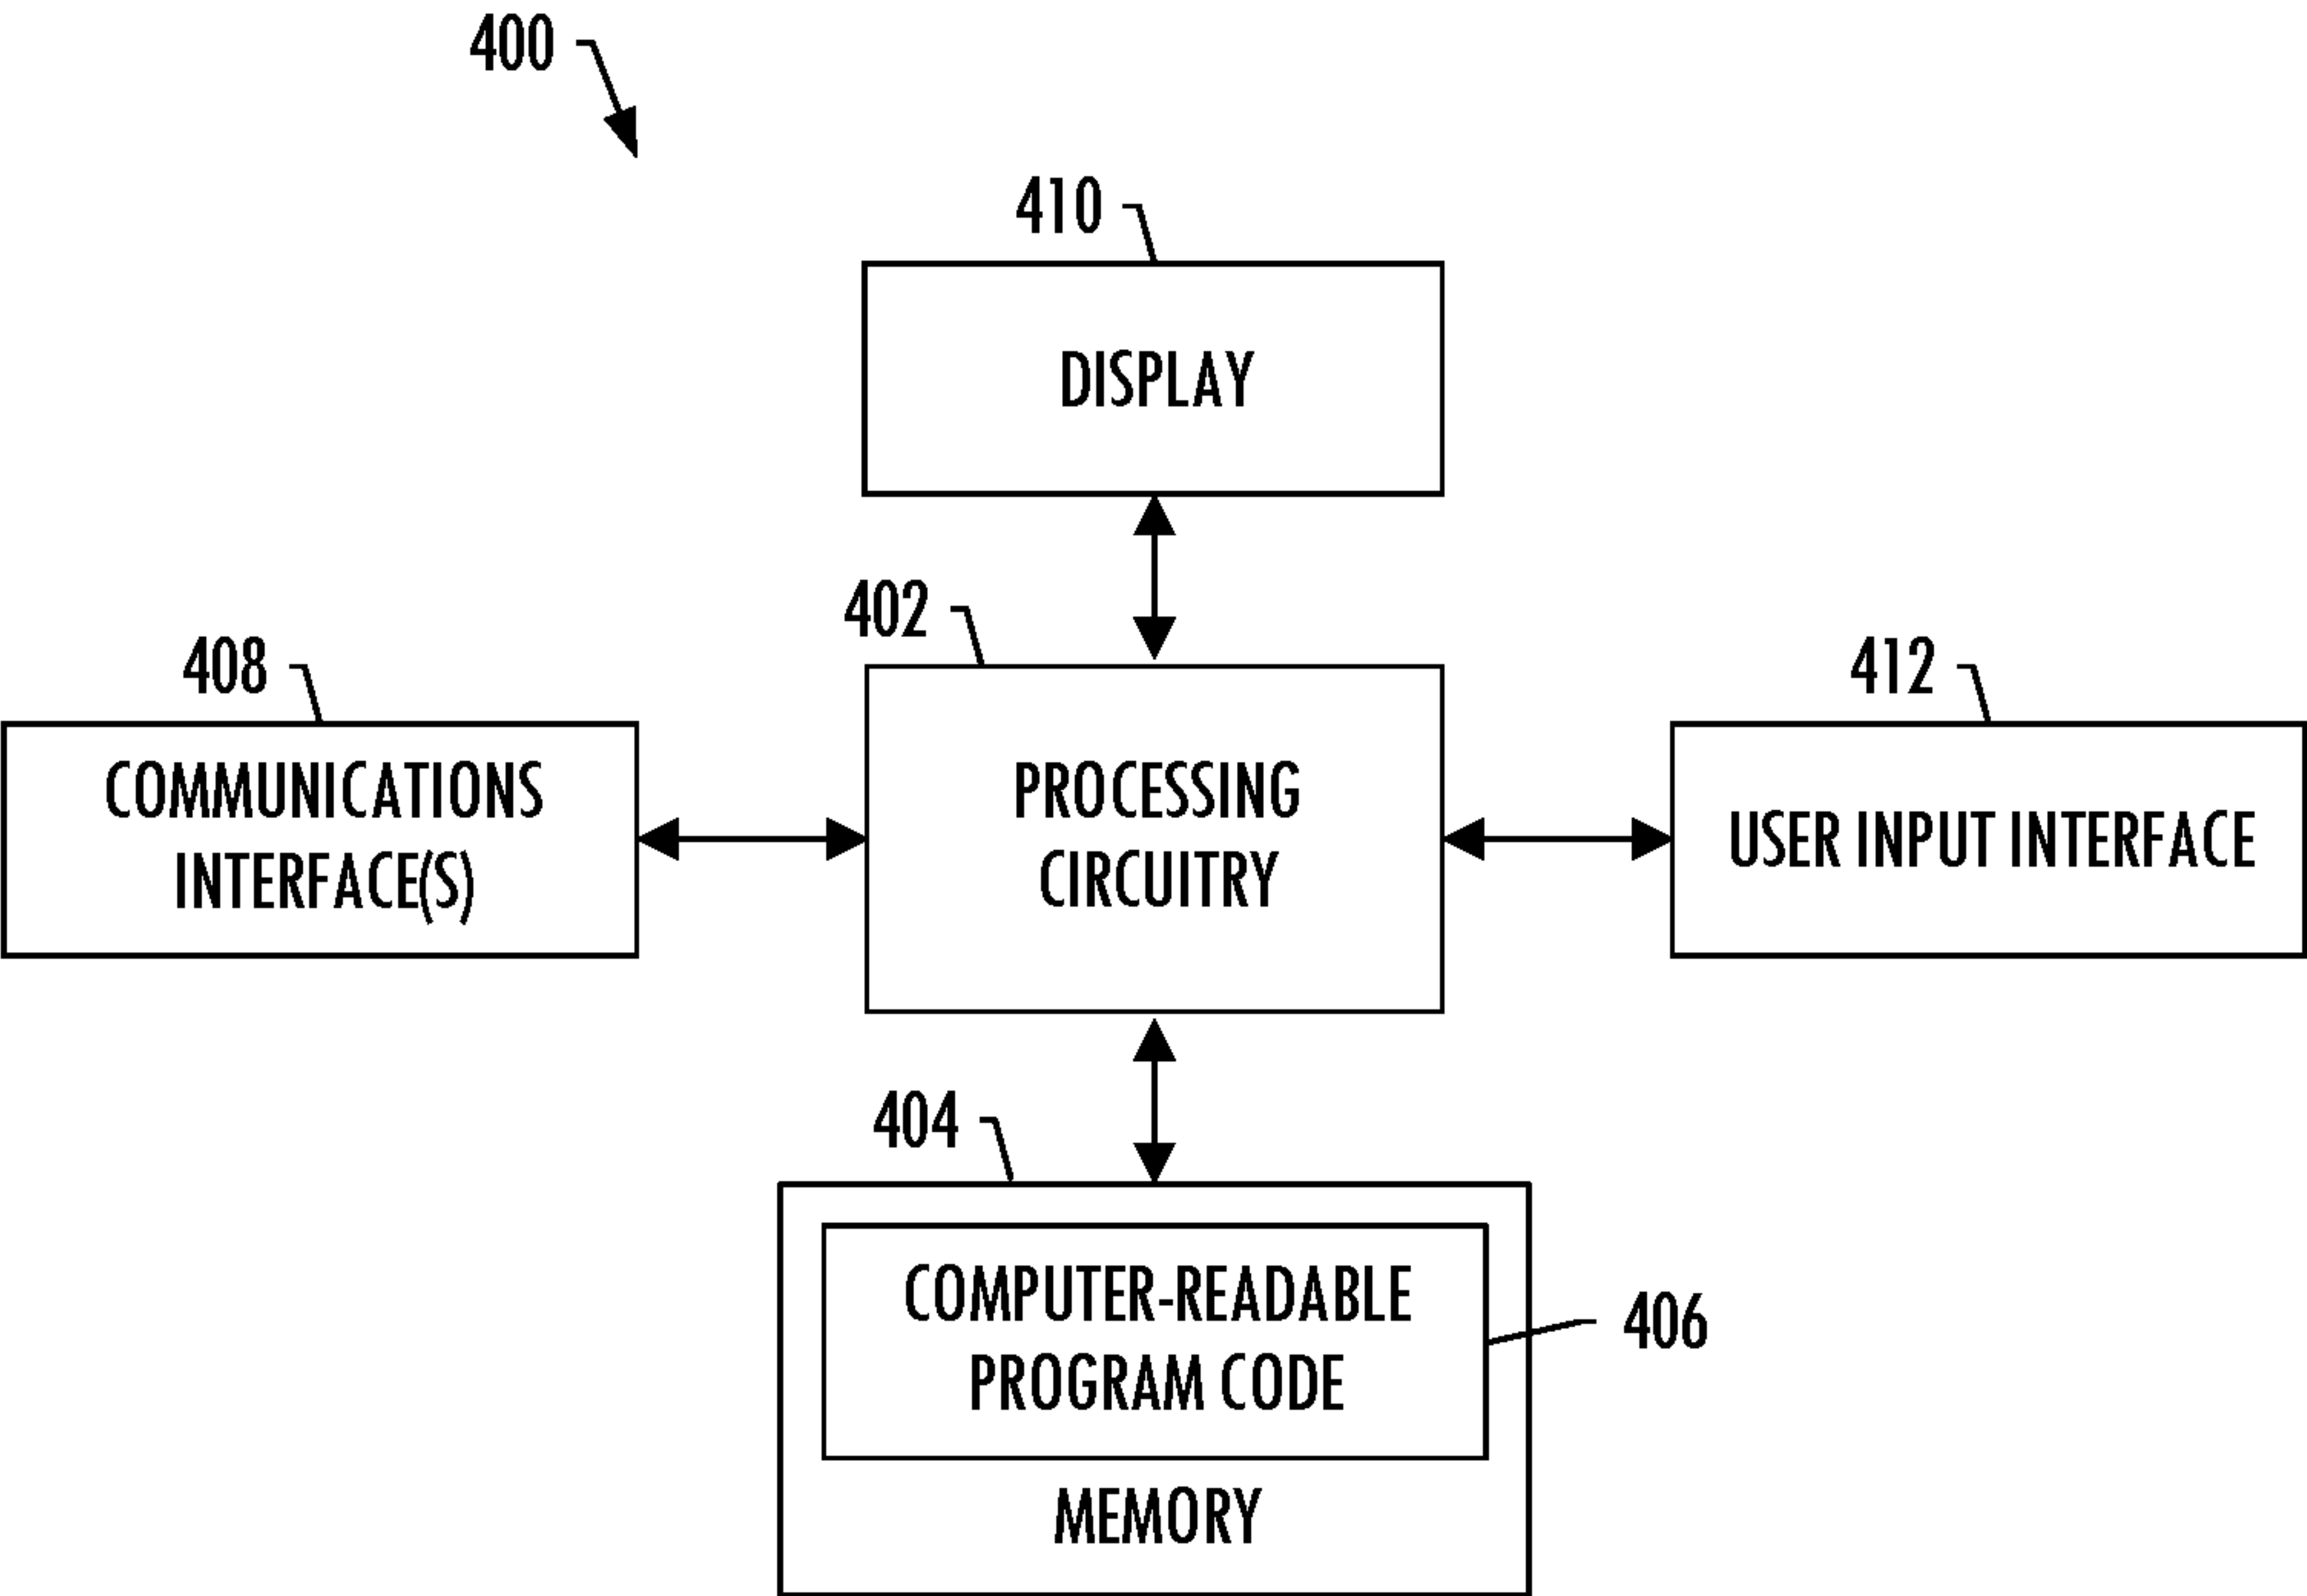 400
410
DISPLAY
402
408
412
COMMUNICATIONS
INTERFACE(S)
PROCESSING
CIRCUITRY
USER INPUT INTERFACE
404
COMPUTER-READABLE
PROGRAM CODE
406
MEMORY